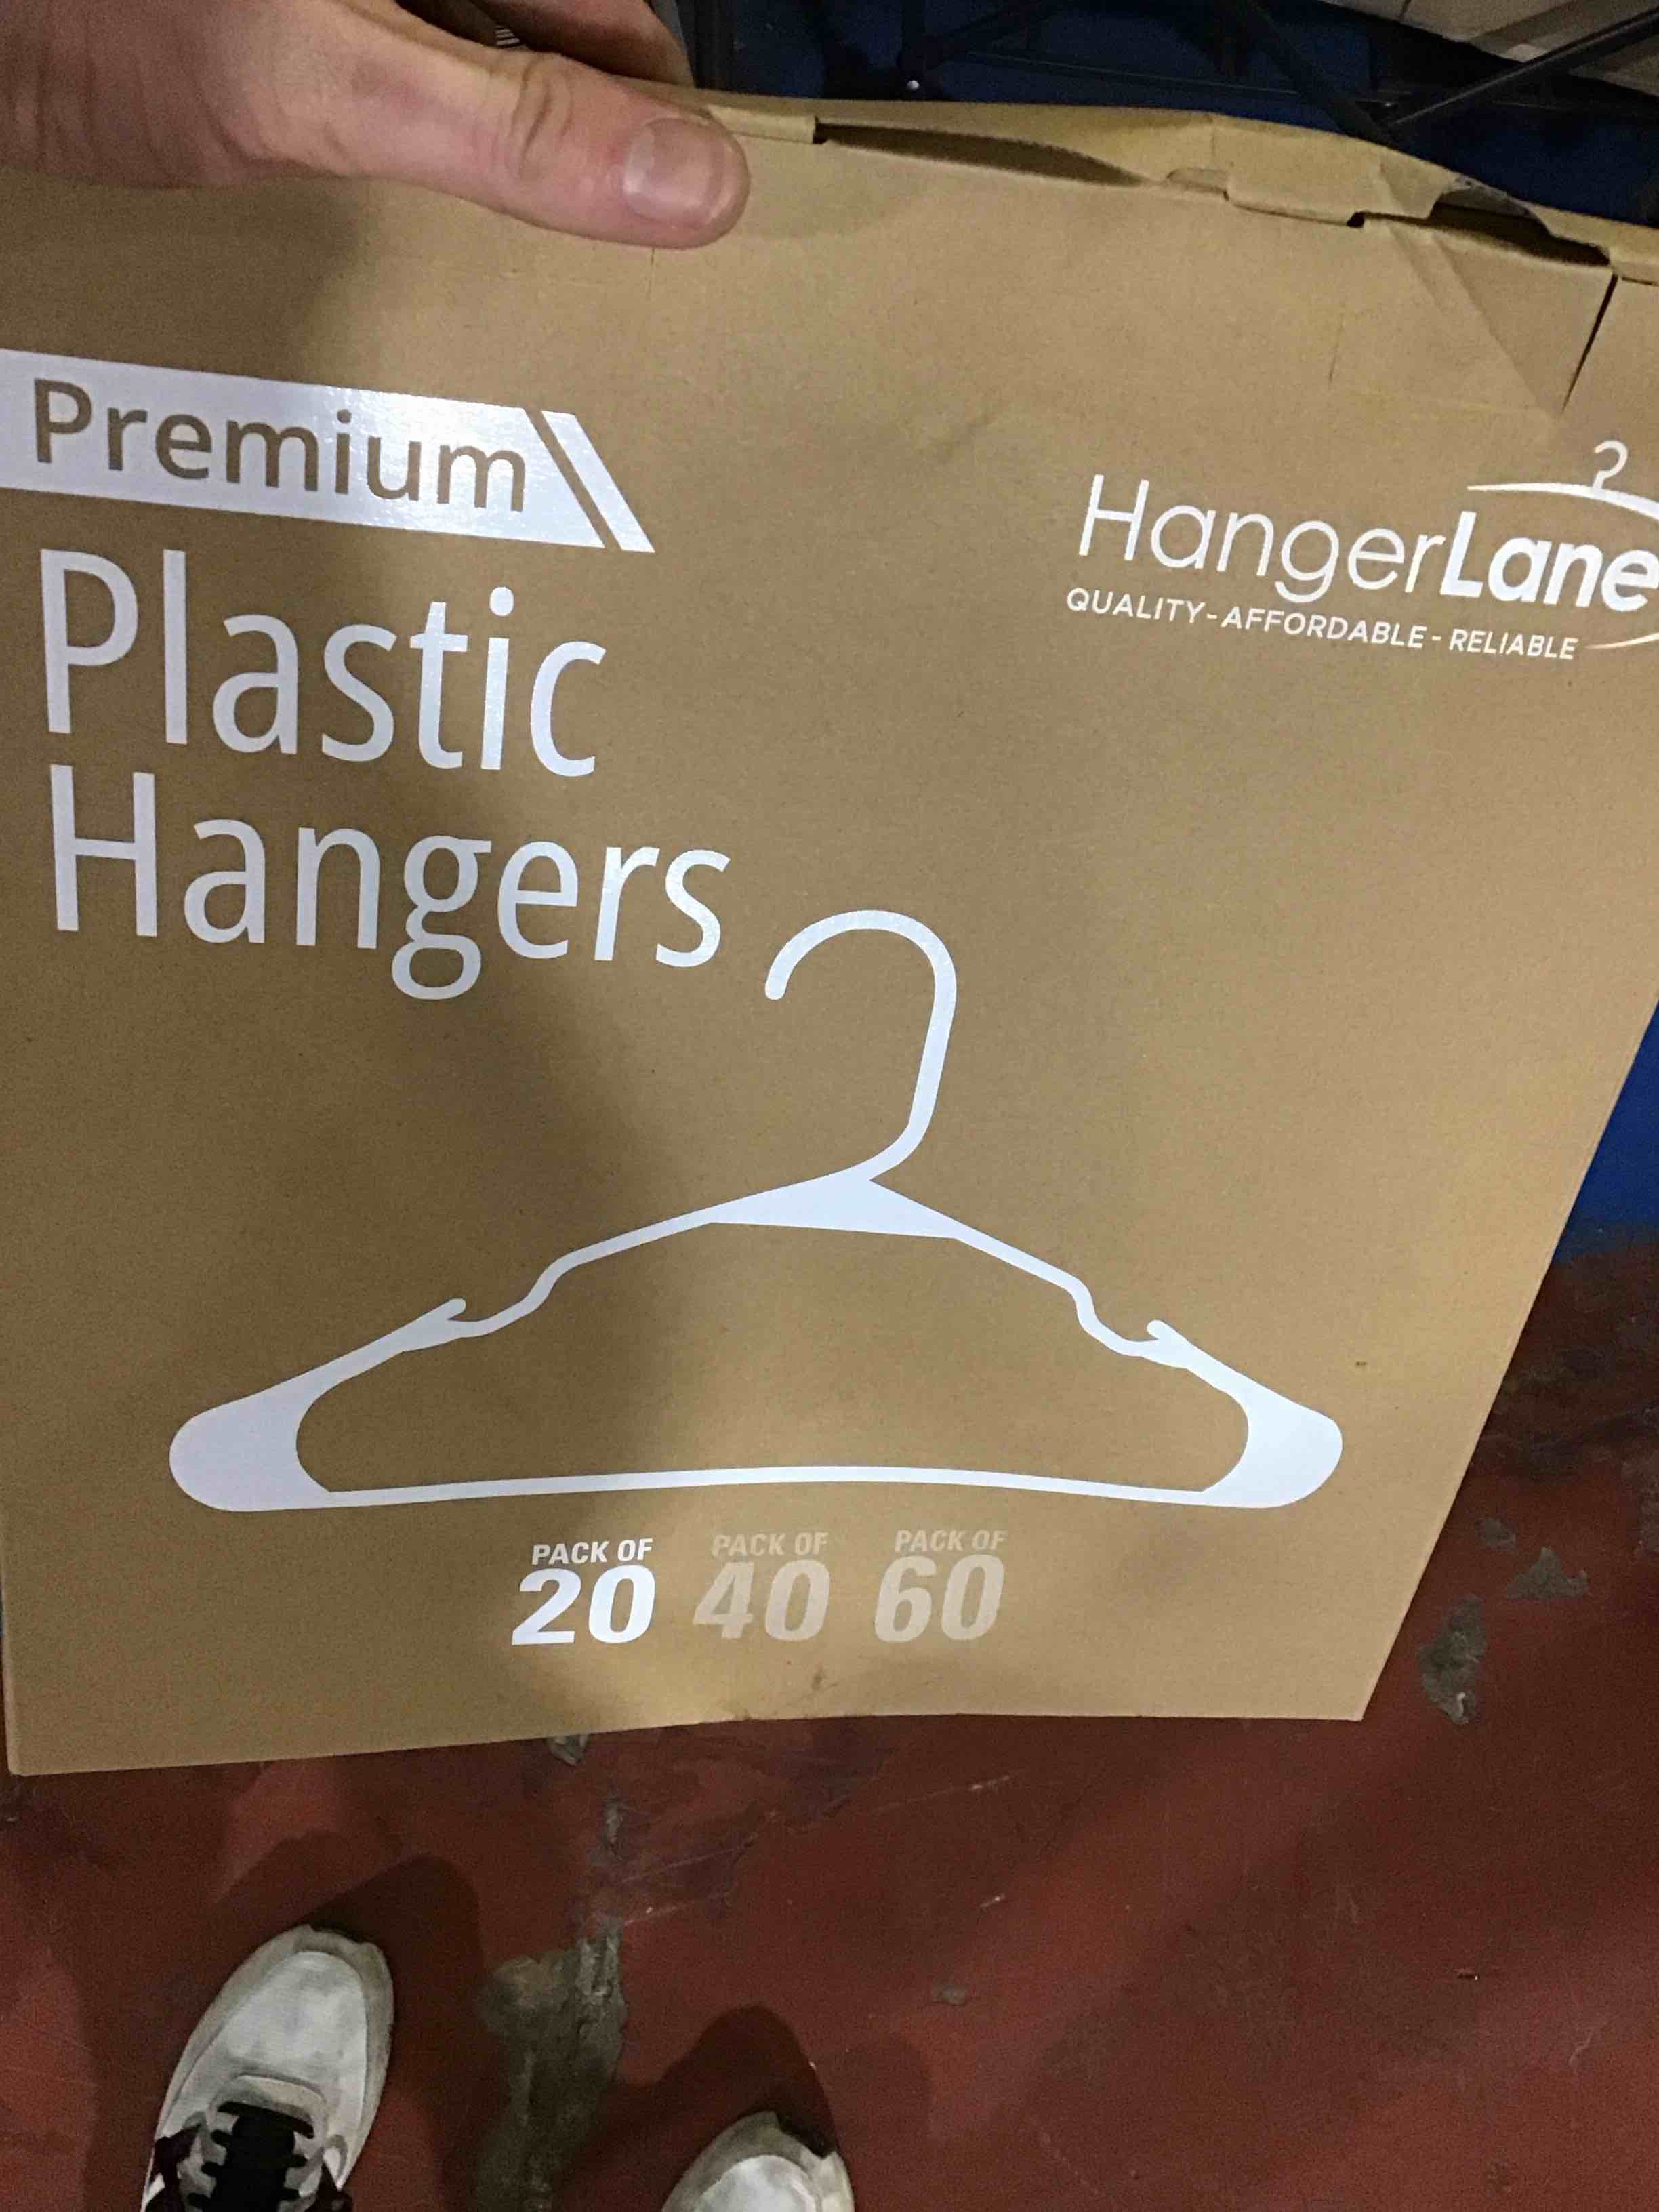 Premium
Plastic
Hangers
HangerLane
QUALITY - AFFORDABLE - RELIABLE
PACK OF PACK OF PACK OF
20 40 60